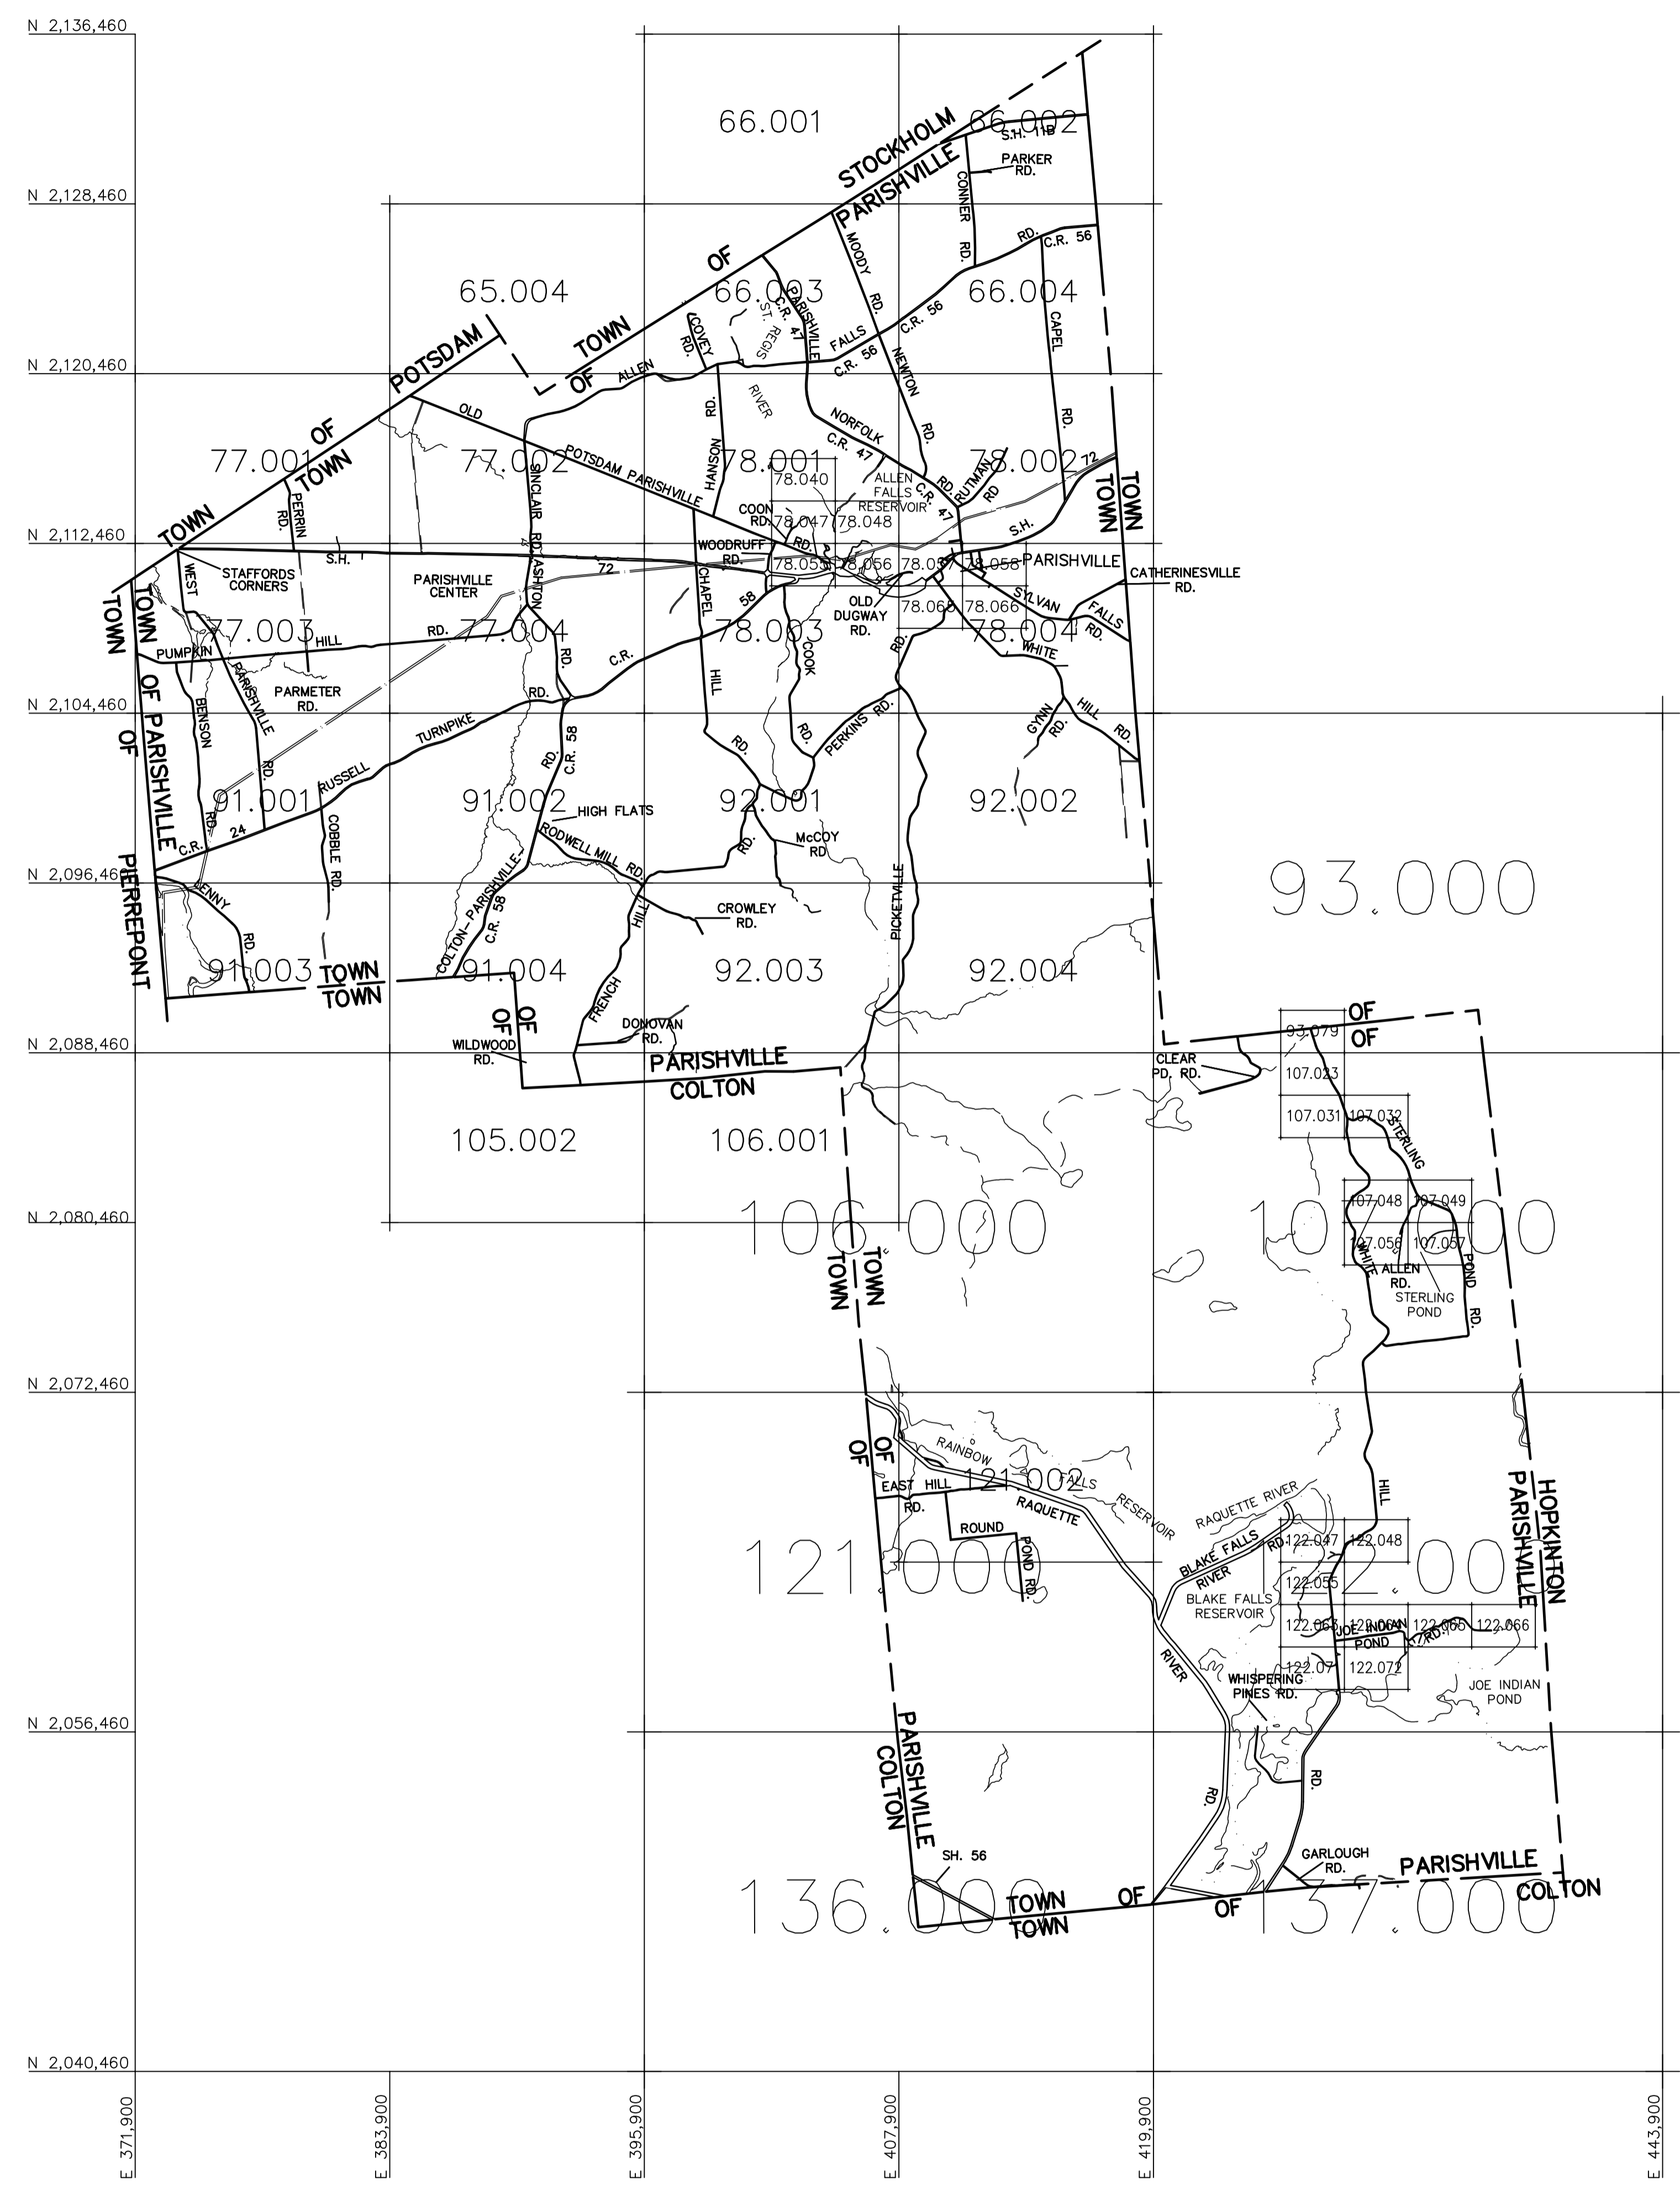 N 2,136,460
66.001
66.002
STOCKHOLM
PARISHVILLE
S.H. 11B
PARKER
RD.
N 2,128,460
CONNER
RD.
MOODY
RD.
RD.
C.R. 56
OF
65.004
66.003
66.004
PARISHVILLE
C.R. 47
ST. REGIS
COVEY
RD.
TOWN
OF
FALLS
C.R. 56
C.R. 56
CAPEL
RD.
NEWTON
RD.
N 2,120,460
POTSDAM
ALLEN
RIVER
OLD
RD.
HANSON
NORFOLK
C.R. 47
OF
TOWN
77.001
77.002
78.001
78.002
72
POTSDAM PARISHVILLE
SINCLAIR
RD.
78.040
ALLEN
FALLS
RESERVOIR
RD.
C.R. 47
RUTMAN
RD
TOWN
TOWN
PERRIN
RD.
TOWN
COON
RD.
78.047
78.048
S.H.
N 2,112,460
RD.
WOODRUFF
RD.
78.056
78.058
PARISHVILLE
S.H.
72
WEST
STAFFORDS
CORNERS
PARISHVILLE
CENTER
ASHTON
RD.
CHAPEL
HILL
RD.
58
CATHERINESVILLE
RD.
OLD
DUGWAY
RD.
78.066
SYLVAN
FALLS
RD.
TOWN
TOWN
77.003
77.004
78.003
78.004
PUMPKIN
HILL
RD.
C.R.
COOK
RD.
RD.
WHITE
HILL
RD.
OF PARISHVILLE
OF
PARISHVILLE
RD.
BENSON
RD.
PARMETER
RD.
RD.
N 2,104,460
TURNPIKE
RUSSELL
PERKINS RD.
GYNN
RD.
C.R. 58
RD.
91.001
91.002
92.001
92.002
C.R. 24
COBBLE RD.
HIGH FLATS
RODWELL MILL RD.
RD.
McCOY
RD
PICKETVILLE
93.000
N 2,096,460
PIERREPONT
LENNY
RD.
COLTON-PARISHVILLE
C.R. 58
HILL
CROWLEY
RD.
91.003
TOWN
TOWN
91.004
92.003
92.004
OF
OF
FRENCH
DONOVAN
RD.
WILDWOOD
RD.
N 2,088,460
PARISHVILLE
COLTON
OF
OF
93.079
CLEAR
PD. RD.
107.023
107.031
107.032
STERLING
105.002
106.001
107.048
107.049
N 2,080,460
106.000
107.056
107.057
WHITE
POND
RD.
ALLEN
RD.
STERLING
POND
TOWN
TOWN
N 2,072,460
OF
OF
RAINBOW
FALLS
RESERVOIR
121.002
EAST HILL
RD.
RAQUETTE
RAQUETTE RIVER
HILL
HOPKINTON
PARISHVILLE
ROUND
POND RD.
121.000
BLAKE FALLS
RD.
RIVER
122.047
122.048
122.055
BLAKE FALLS
RESERVOIR
122.063
122.065
122.066
JOE INDIAN
POND
RD.
RIVER
122.072
WHISPERING
PINES RD.
JOE INDIAN
POND
N 2,056,460
PARISHVILLE
COLTON
RD.
RD.
SH. 56
GARLOUGH
RD.
PARISHVILLE
COLTON
136.000
TOWN
TOWN
OF
OF
137.000
N 2,040,460
E 371,900
E 383,900
E 395,900
E 407,900
E 419,900
E 443,900